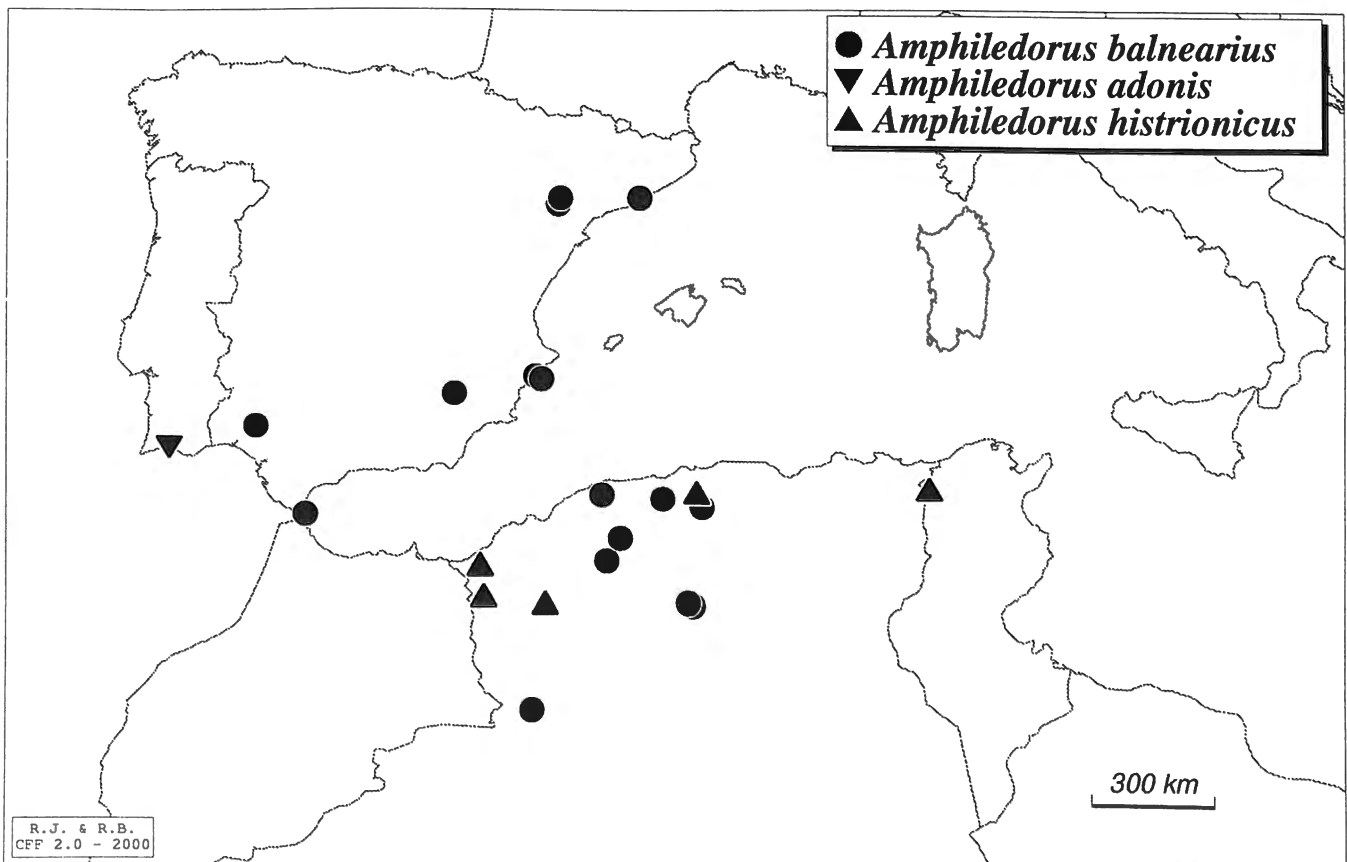 Amphiledorus balnearius
Amphiledorus adonis
Amphiledorus histrionicus
300 km
R.J. & R.B.
CFF 2.0 - 2000